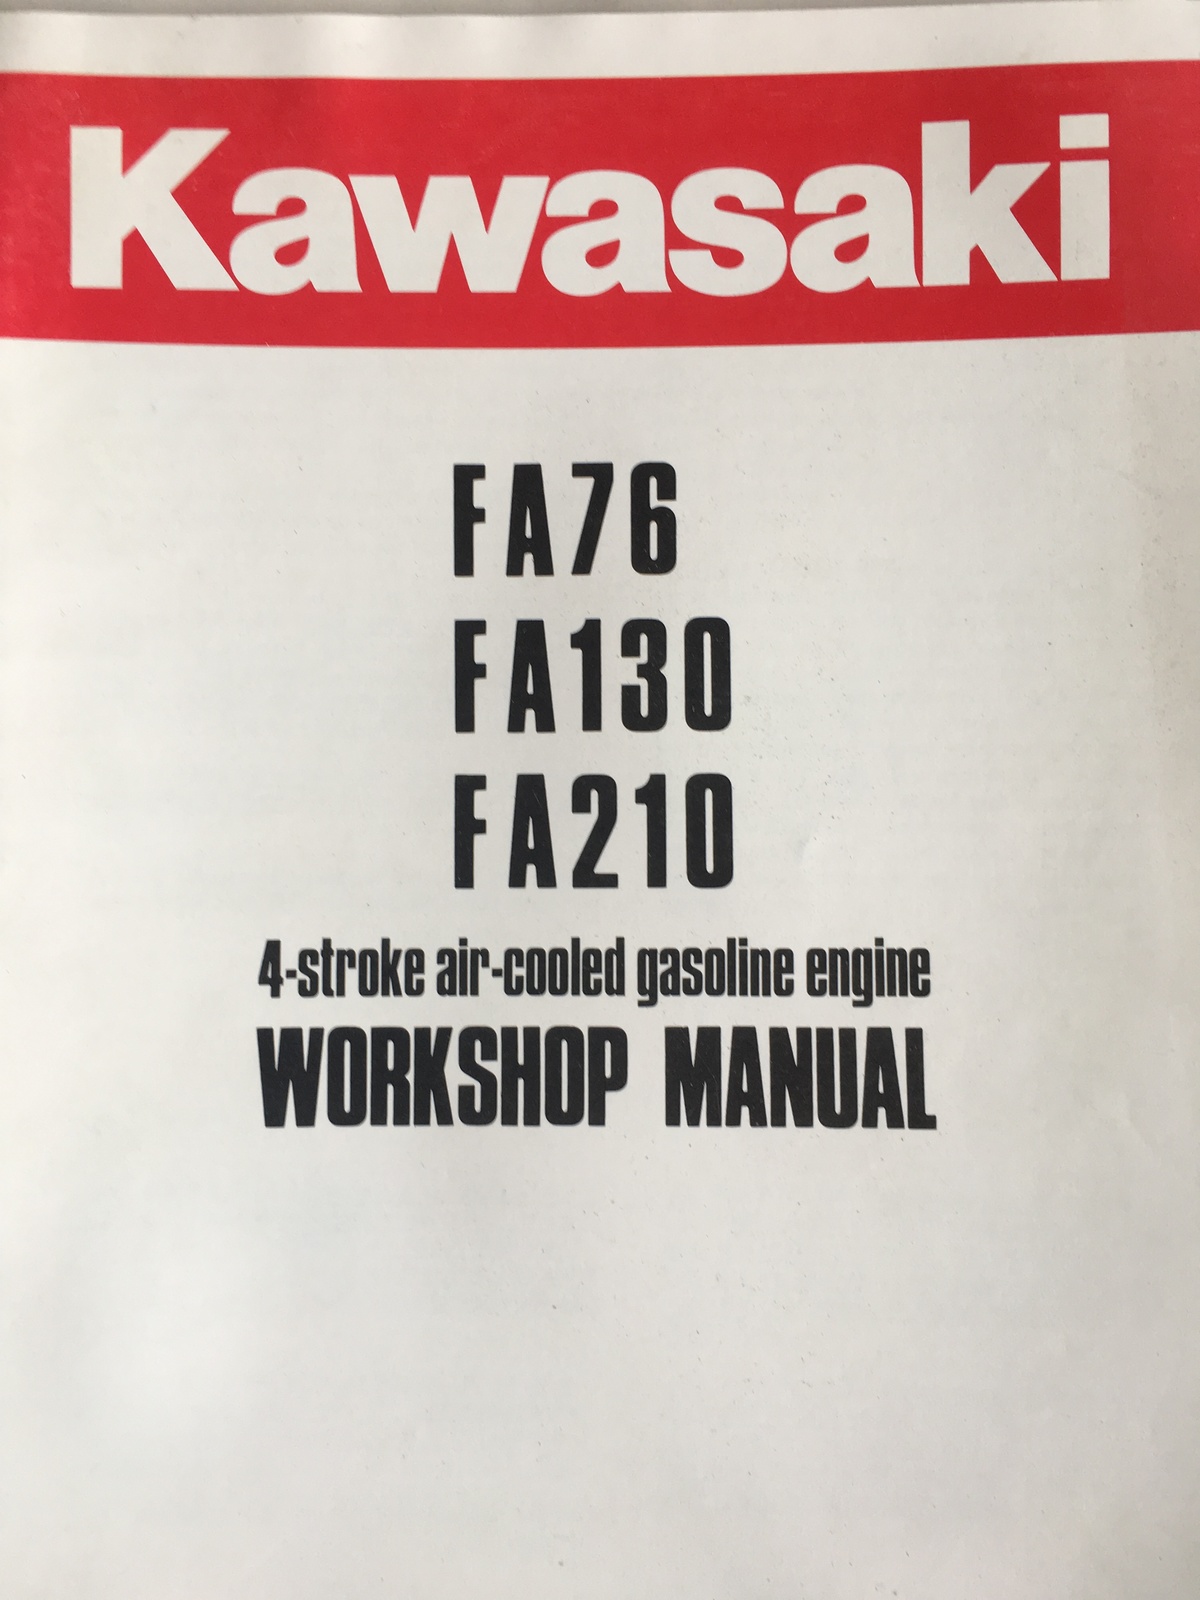 Kawasaki
FA76
FA130
FA210
4-stroke air-cooled gasoline engine
WORKSHOP MANUAL